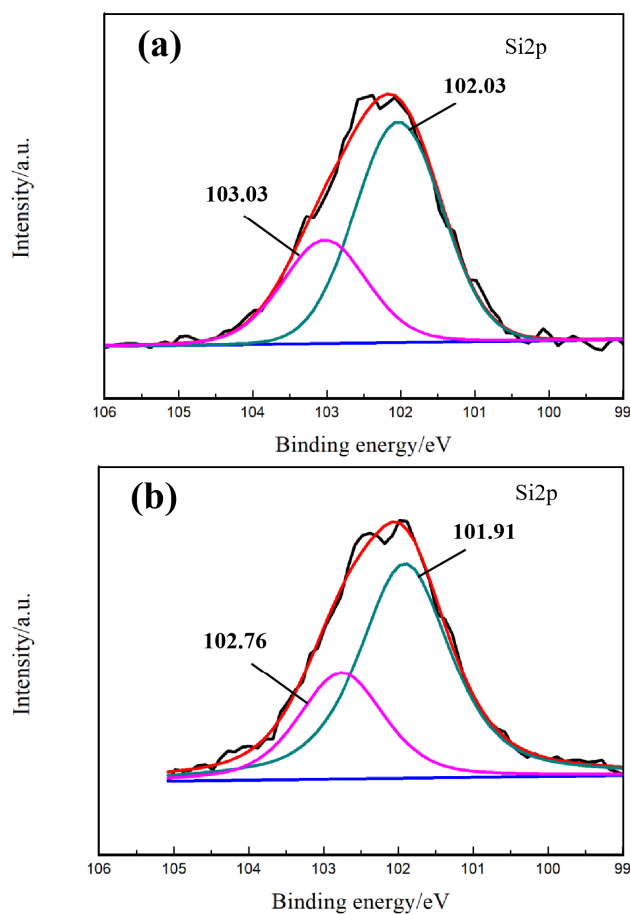 (a)
Si2p
102.03
103.03
Intensity/a.u.
106 105 104 103 102 101 100 99
Binding energy/eV
(b)
Si2p
101.91
102.76
Intensity/a.u.
106 105 104 103 102 101 100 99
Binding energy/eV